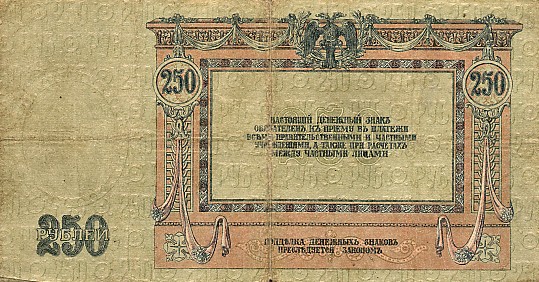 250
250
НАСТОЯЩІЙ ДЕНЕЖНЫЙ ЗНАКЪ
ОБЯЗАТЕЛЕНЪ КЪ ПРІЕМУ ВЪ ПЛАТЕЖИ
ВСѢМИ ПРАВИТЕЛЬСТВЕННЫМИ И ЧАСТНЫМИ
УЧРЕЖДЕНІЯМИ, А ТАКЖЕ ПРИ РАСЧЕТАХЪ
МЕЖДУ ЧАСТНЫМИ ЛИЦАМИ
250
РУБЛЕЙ
ПОДДѢЛКА ДЕНЕЖНЫХЪ ЗНАКОВЪ
ПРЕСЛѢДУЕТСЯ ЗАКОНОМЪ